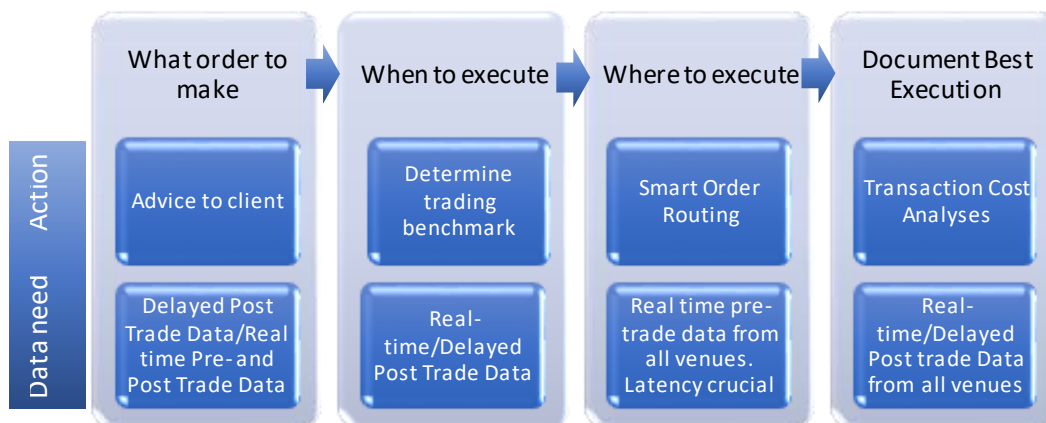 What order to
make
When to execute
Where to execute
Document Best
Execution
Action
Advice to client
Determine
trading
benchmark
Smart Order
Routing
Transaction Cost
Analyses
Data need
Delayed Post
Trade Data/Real
time Pre- and
Post Trade Data
Real-
time/Delayed
Post Trade Data
Real time pre-
trade data from
all venues.
Latency crucial
Real-
time/Delayed
Post trade Data
from all venues